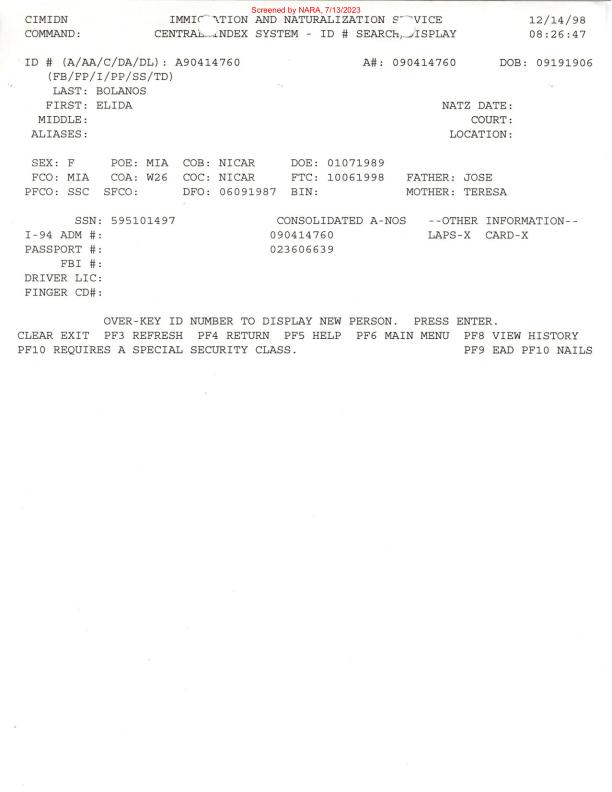 Screened by NARA, 7/13/2023
CIMIDN IMMIG TION AND NATURALIZATION S VICE 12/14/98
COMMAND: CENTRAL INDEX SYSTEM - ID # SEARCH, ISPLAY 08:26:47
ID # (A/AA/C/DA/DL): A90414760 A#: 090414760 DOB: 09191906
(FB/FP/I/PP/SS/TD)
LAST: BOLANOS
FIRST: ELIDA NATZ DATE:
MIDDLE: COURT:
ALIASES: LOCATION:
SEX: F POE: MIA COB: NICAR DOE: 01071989
FCO: MIA COA: W26 COC: NICAR FTC: 10061998 FATHER: JOSE
PFCO: SSC SFCO: DFO: 06091987 BIN: MOTHER: TERESA
SSN: 595101497 CONSOLIDATED A-NOS --OTHER INFORMATION--
I-94 ADM #: 090414760 LAPS-X CARD-X
PASSPORT #: 023606639
FBI #:
DRIVER LIC:
FINGER CD#:
OVER-KEY ID NUMBER TO DISPLAY NEW PERSON. PRESS ENTER.
CLEAR EXIT PF3 REFRESH PF4 RETURN PF5 HELP PF6 MAIN MENU PF8 VIEW HISTORY
PF10 REQUIRES A SPECIAL SECURITY CLASS. PF9 EAD PF10 NAILS